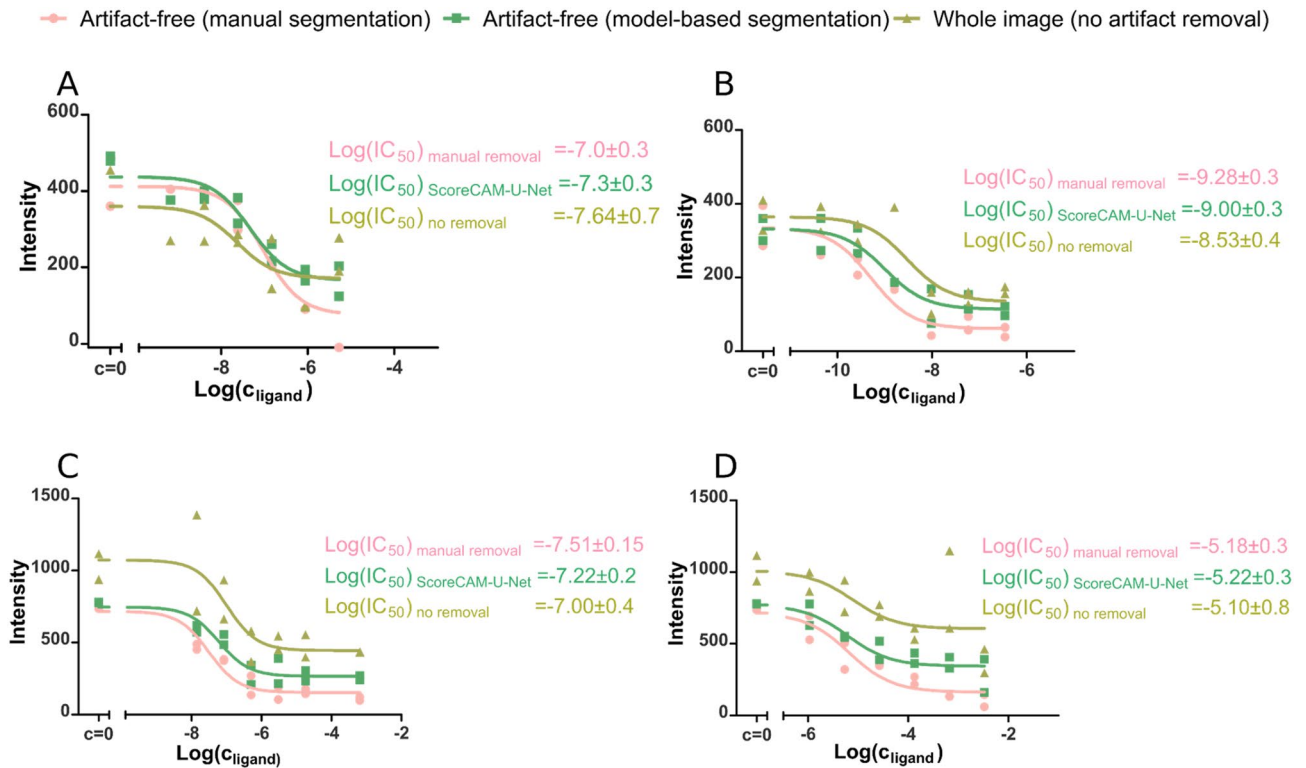 Artifact-free (manual segmentation) Artifact-free (model-based segmentation) Whole image (no artifact removal)
A
600
400
200
0
Intensity
c=0 -8 -6 -4
Log(c_ligand)
Log(IC50) manual removal =-7.0±0.3
Log(IC50) ScoreCAM-U-Net =-7.3±0.3
Log(IC50) no removal =-7.64±0.7
B
600
400
200
0
Intensity
c=0 -10 -8 -6
Log(c_ligand)
Log(IC50) manual removal =-9.28±0.3
Log(IC50) ScoreCAM-U-Net =-9.00±0.3
Log(IC50) no removal =-8.53±0.4
C
1500
1000
500
0
Intensity
c=0 -8 -6 -4 -2
Log(c_ligand)
Log(IC50) manual removal =-7.51±0.15
Log(IC50) ScoreCAM-U-Net =-7.22±0.2
Log(IC50) no removal =-7.00±0.4
D
1500
1000
500
0
Intensity
c=0 -6 -4 -2
Log(c_ligand)
Log(IC50) manual removal =-5.18±0.3
Log(IC50) ScoreCAM-U-Net =-5.22±0.3
Log(IC50) no removal =-5.10±0.8